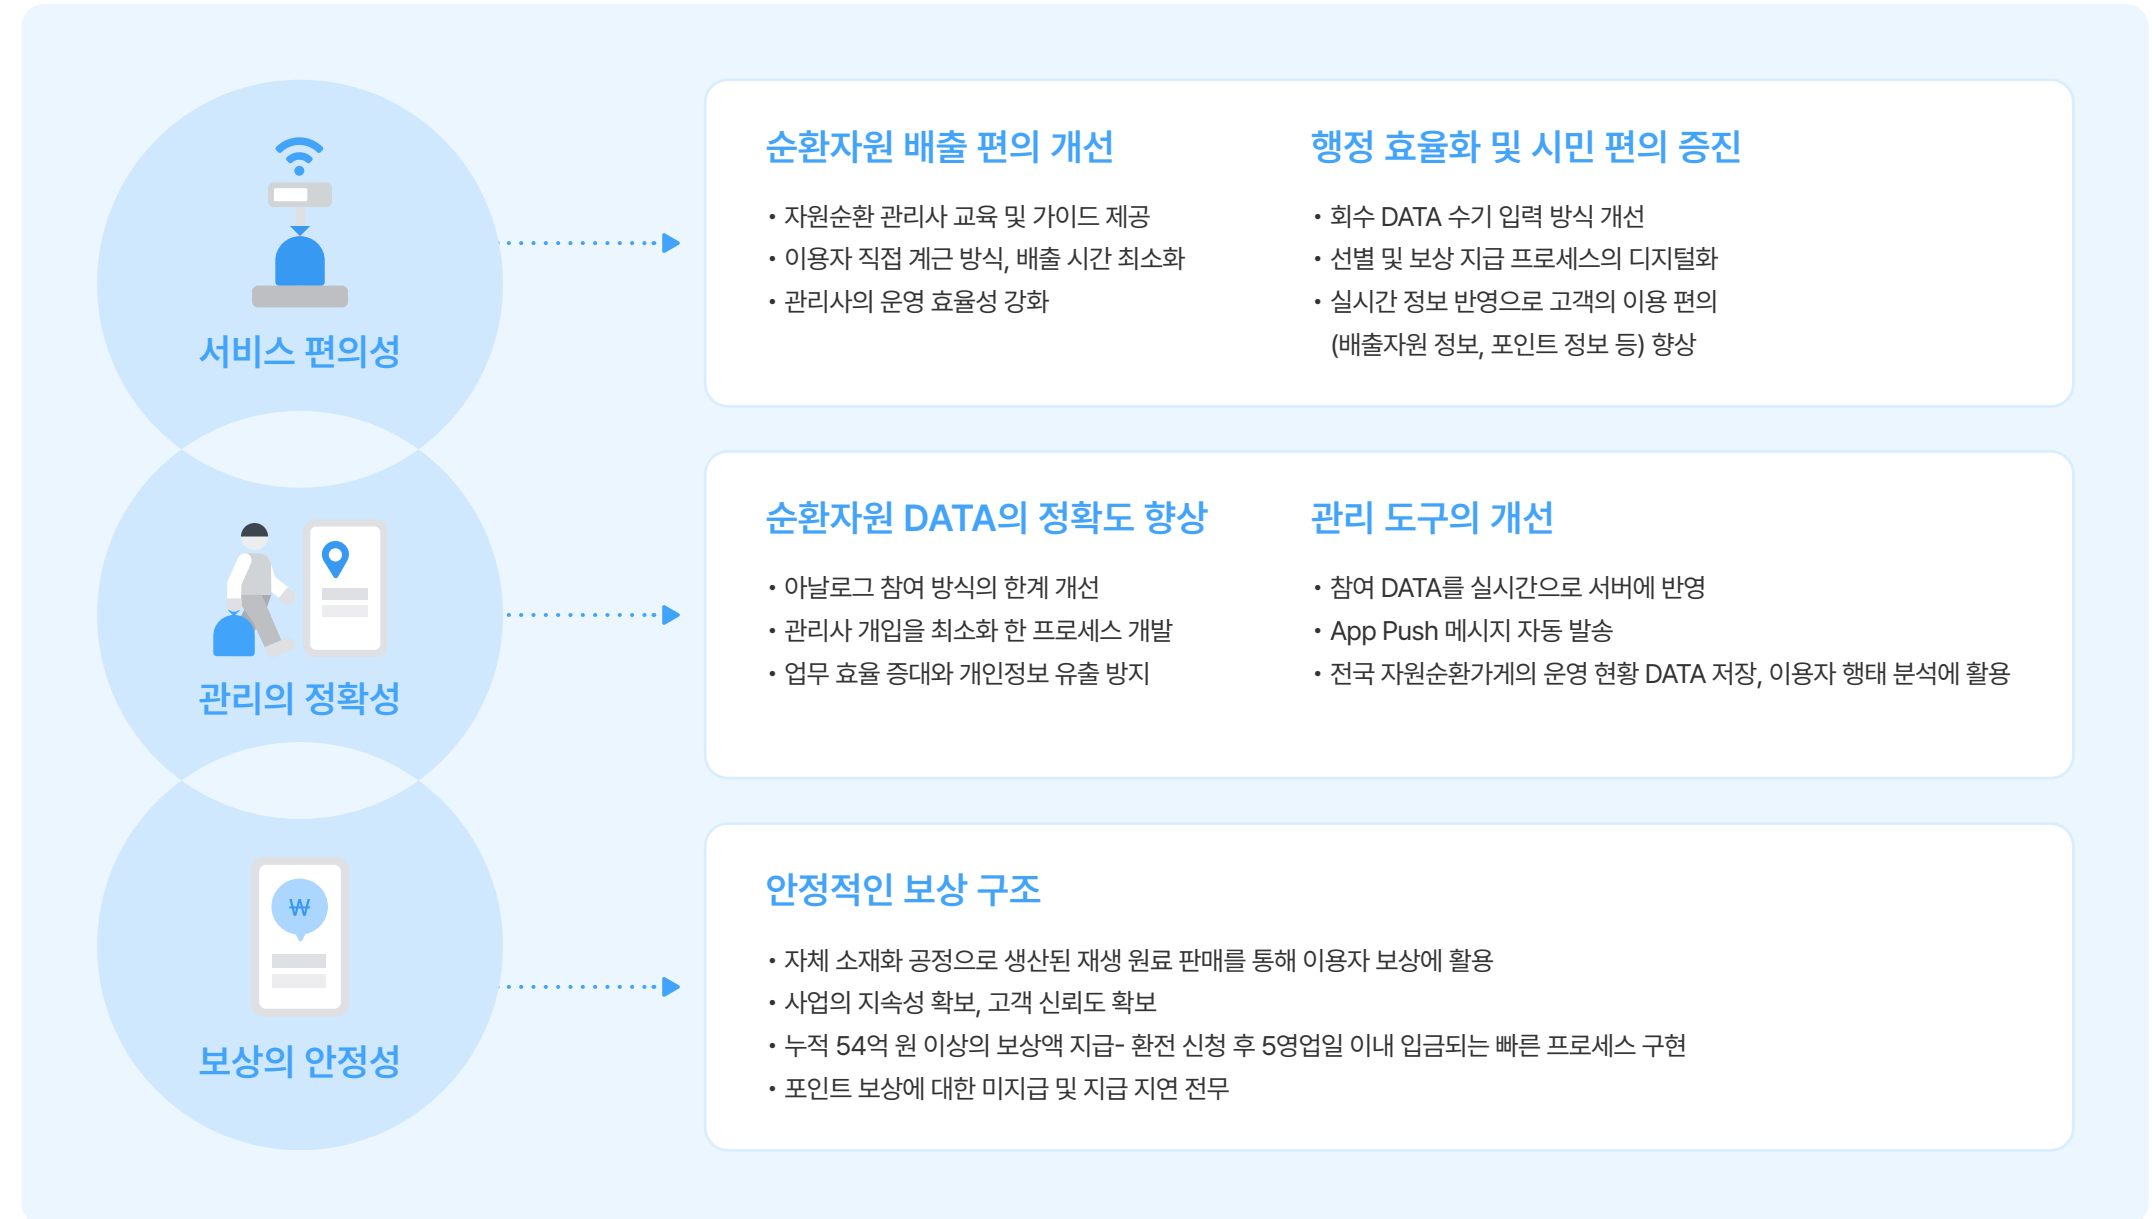 서비스 편의성
순환자원 배출 편의 개선
• 자원순환 관리사 교육 및 가이드 제공
• 이용자 직접 계근 방식, 배출 시간 최소화
• 관리사의 운영 효율성 강화
행정 효율화 및 시민 편의 증진
• 회수 DATA 수기 입력 방식 개선
• 선별 및 보상 지급 프로세스의 디지털화
• 실시간 정보 반영으로 고객의 이용 편의
(배출자원 정보, 포인트 정보 등) 향상
관리의 정확성
순환자원 DATA의 정확도 향상
• 아날로그 참여 방식의 한계 개선
• 관리사 개입을 최소화 한 프로세스 개발
• 업무 효율 증대와 개인정보 유출 방지
관리 도구의 개선
• 참여 DATA를 실시간으로 서버에 반영
• App Push 메시지 자동 발송
• 전국 자원순환가게의 운영 현황 DATA 저장, 이용자 행태 분석에 활용
₩
보상의 안정성
안정적인 보상 구조
• 자체 소재화 공정으로 생산된 재생 원료 판매를 통해 이용자 보상에 활용
• 사업의 지속성 확보, 고객 신뢰도 확보
• 누적 54억 원 이상의 보상액 지급- 환전 신청 후 5영업일 이내 입금되는 빠른 프로세스 구현
• 포인트 보상에 대한 미지급 및 지급 지연 전무